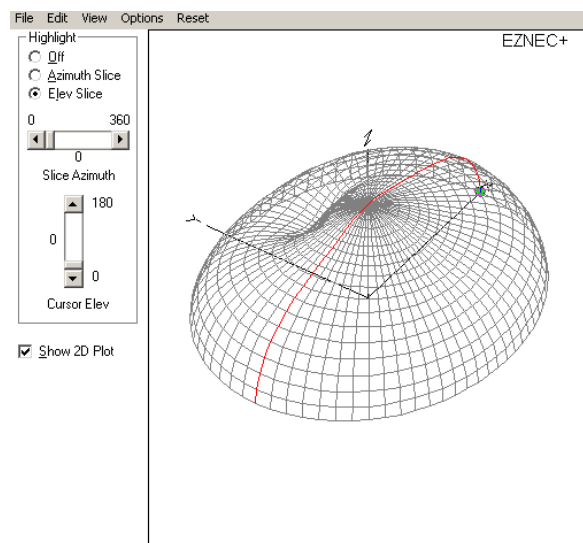 File Edit View Options Reset
Highlight
Off
Azimuth Slice
Elev Slice
0 360
0
Slice Azimuth
180
0
0
Cursor Elev
Show 2D Plot
EZNEC+
Z
Y
X